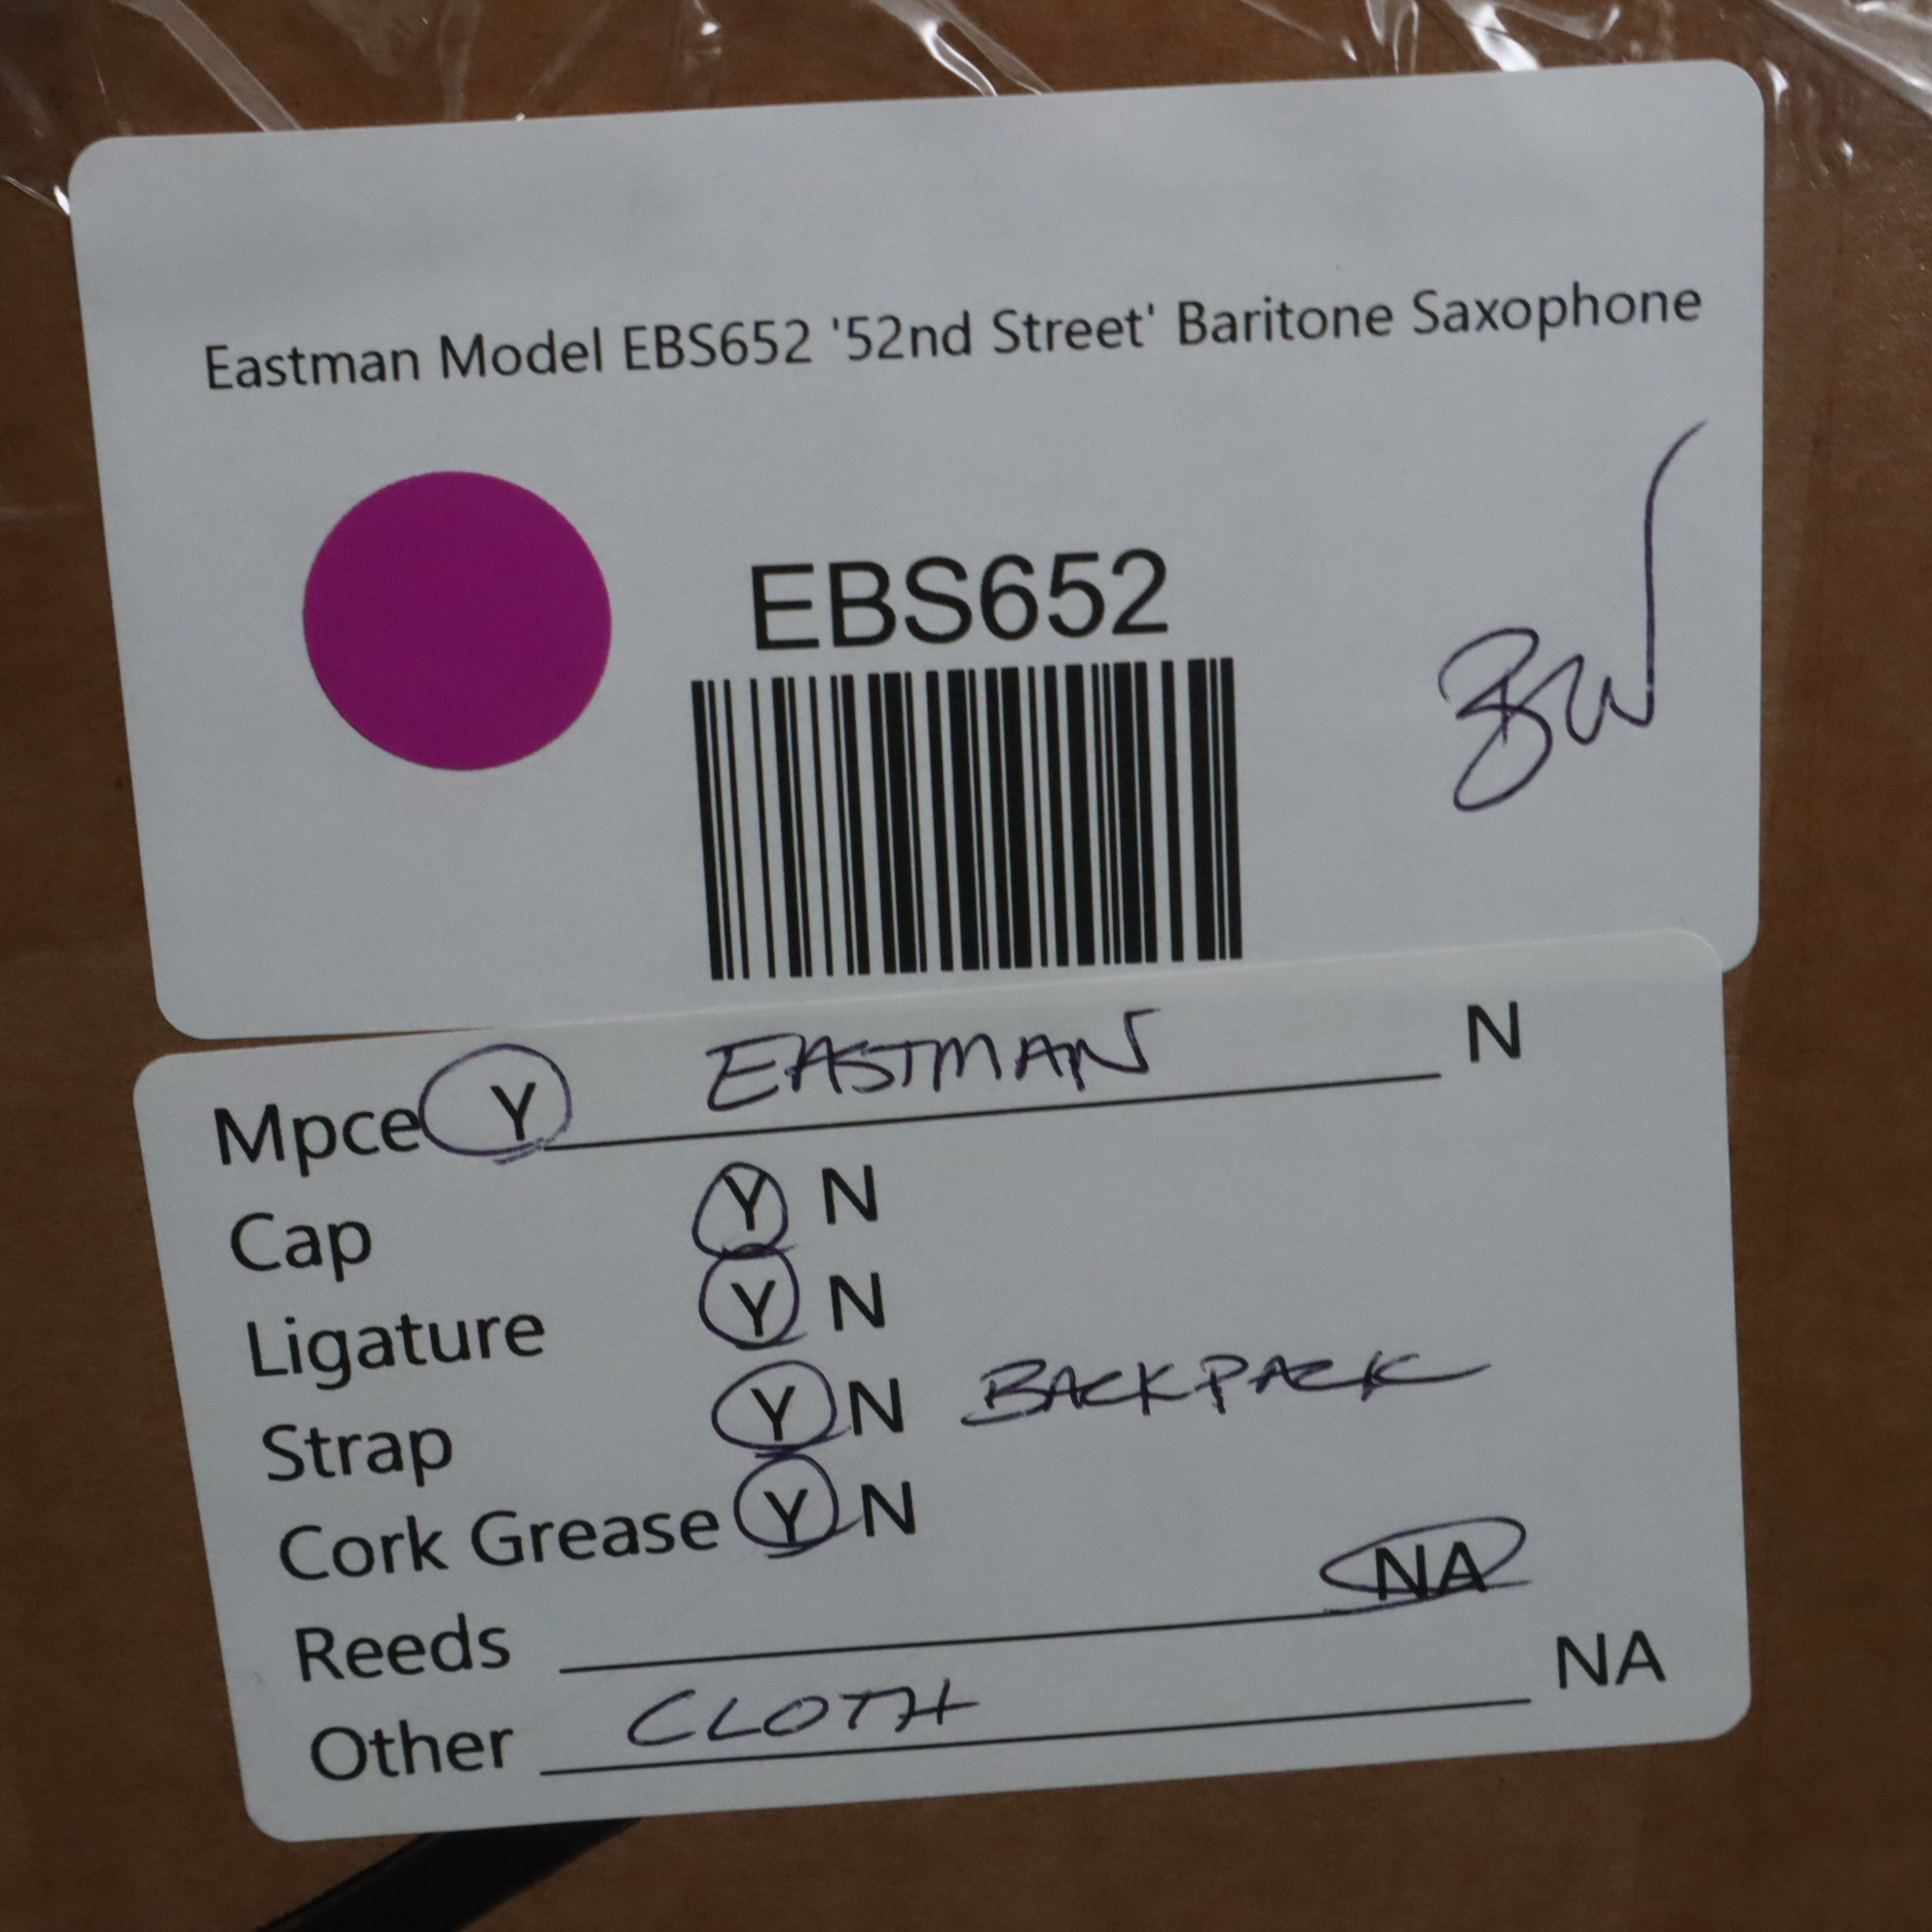 Eastman Model EBS652 '52nd Street' Baritone Saxophone
EBS652
BW
Mpce Y EASTMAN N
Cap Y N
Ligature Y N
Strap Y N BACKPACK
Cork Grease Y N
Reeds NA
Other CLOTH NA